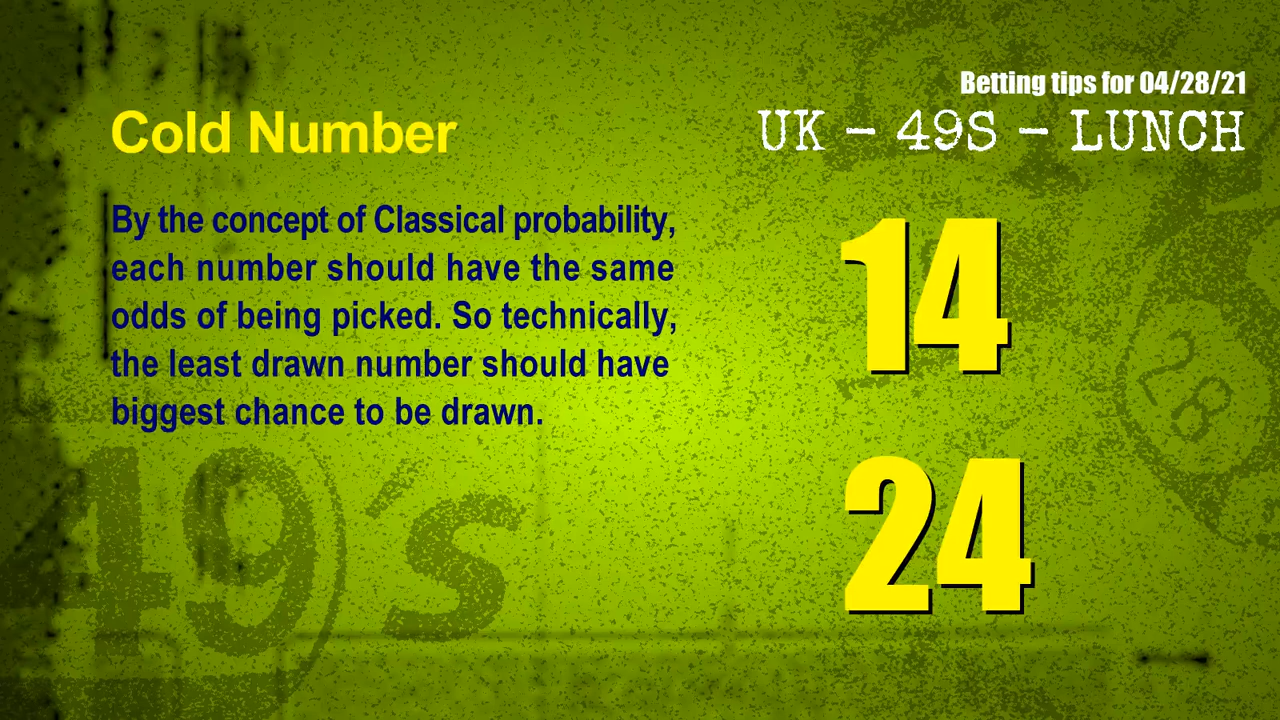 Betting tips for 04/28/21
UK - 49S - LUNCH
Cold Number
By the concept of Classical probability,
each number should have the same
odds of being picked. So technically,
the least drawn number should have
biggest chance to be drawn.
14
24
28
49's